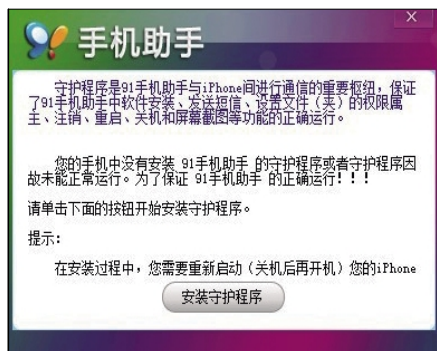 91手机助手
守护程序是91手机助手与iPhone间进行通信的重要枢纽，保证
了91手机助手中软件安装、发送短信、设置文件（夹）的权限属
主、注销、重启、关机和屏幕截图等功能的正确运行。
您的手机中没有安装 91手机助手 的守护程序或者守护程序因
故未能正常运行。为了保证 91手机助手 的正确运行！！！
请单击下面的按钮开始安装守护程序。
提示：
在安装过程中，您需要重新启动（关机后再开机）您的iPhone
安装守护程序